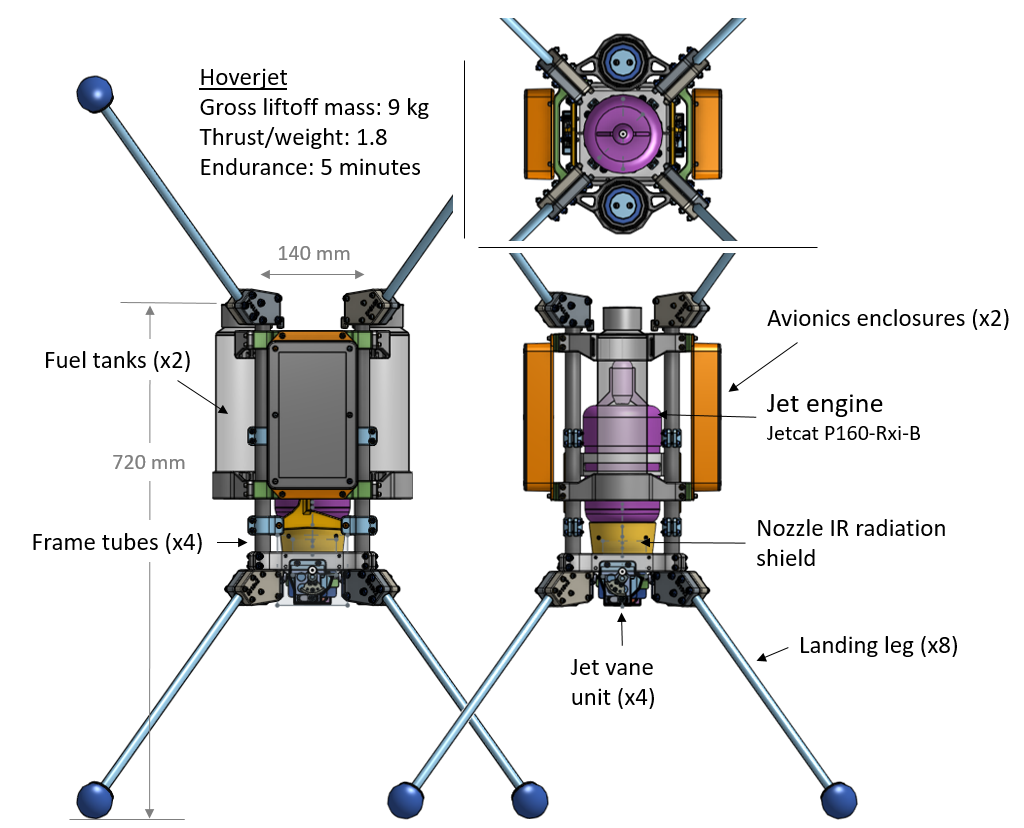 Hoverjet
Gross liftoff mass: 9 kg
Thrust/weight: 1.8
Endurance: 5 minutes
140 mm
Fuel tanks (x2)
720 mm
Frame tubes (x4)
Avionics enclosures (x2)
Jet engine
Jetcat P160-Rxi-B
Nozzle IR radiation
shield
Landing leg (x8)
Jet vane
unit (x4)